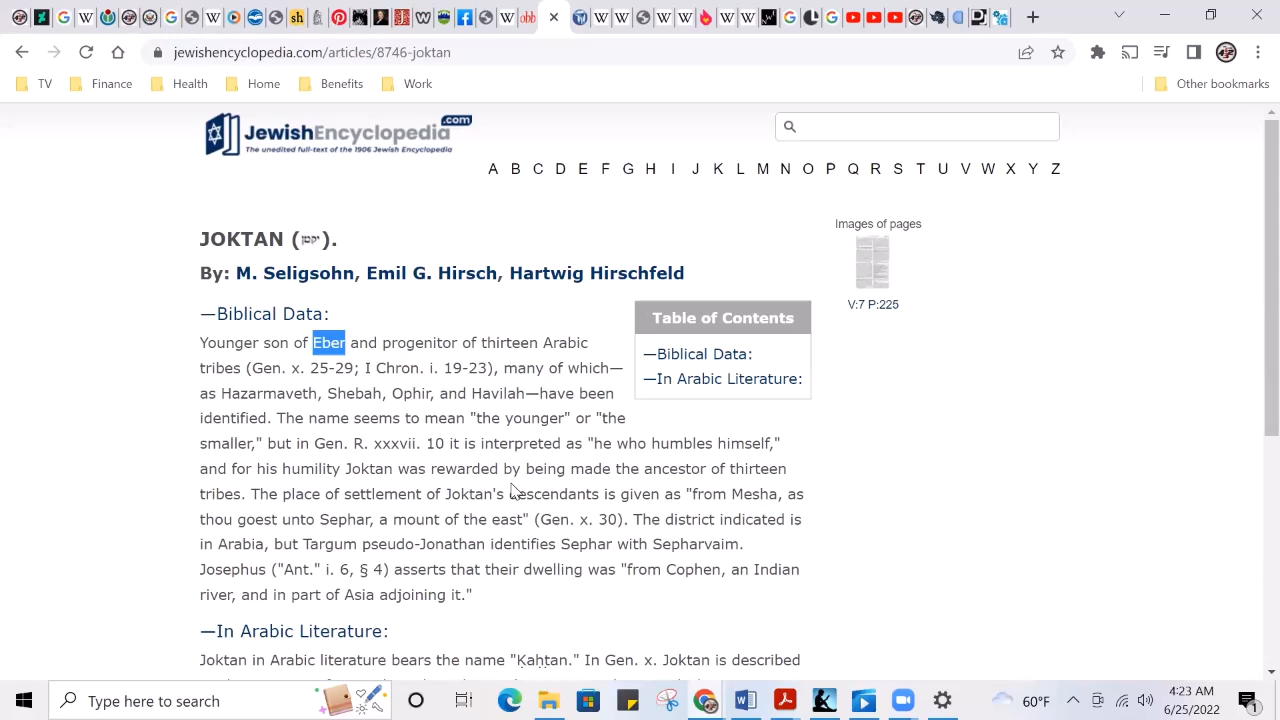 obb
jewishencyclopedia.com/articles/8746-joktan
TV Finance Health Home Benefits Work Other bookmarks
JewishEncyclopedia .com
The unedited full-text of the 1906 Jewish Encyclopedia
A B C D E F G H I J K L M N O P Q R S T U V W X Y Z
Images of pages
V:7 P:225
JOKTAN (יקטן).
By: M. Seligsohn, Emil G. Hirsch, Hartwig Hirschfeld
—Biblical Data:
Younger son of Eber and progenitor of thirteen Arabic
tribes (Gen. x. 25-29; I Chron. i. 19-23), many of which—
as Hazarmaveth, Shebah, Ophir, and Havilah—have been
identified. The name seems to mean "the younger" or "the
smaller," but in Gen. R. xxxvii. 10 it is interpreted as "he who humbles himself,"
and for his humility Joktan was rewarded by being made the ancestor of thirteen
tribes. The place of settlement of Joktan's descendants is given as "from Mesha, as
thou goest unto Sephar, a mount of the east" (Gen. x. 30). The district indicated is
in Arabia, but Targum pseudo-Jonathan identifies Sephar with Sepharvaim.
Josephus ("Ant." i. 6, § 4) asserts that their dwelling was "from Cophen, an Indian
river, and in part of Asia adjoining it."
Table of Contents
—Biblical Data:
—In Arabic Literature:
—In Arabic Literature:
Joktan in Arabic literature bears the name "Ḳaḥṭan." In Gen. x. Joktan is described
Type here to search
60°F
4:23 AM
6/25/2022